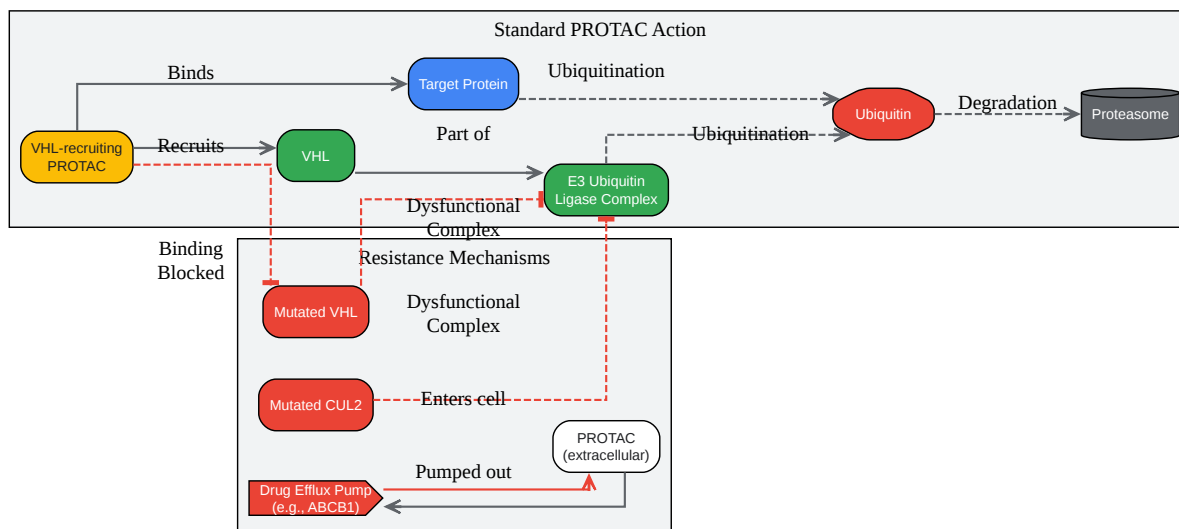 Standard PROTAC Action
Binds
Target Protein
Ubiquitination
Ubiquitin
Degradation
Proteasome
VHL-recruiting
PROTAC
Recruits
VHL
Part of
Ubiquitination
E3 Ubiquitin
Ligase Complex
Dysfunctional
Complex
Binding
Blocked
Resistance Mechanisms
Mutated VHL
Dysfunctional
Complex
Mutated CUL2
Enters cell
PROTAC
(extracellular)
Pumped out
Drug Efflux Pump
(e.g., ABCB1)